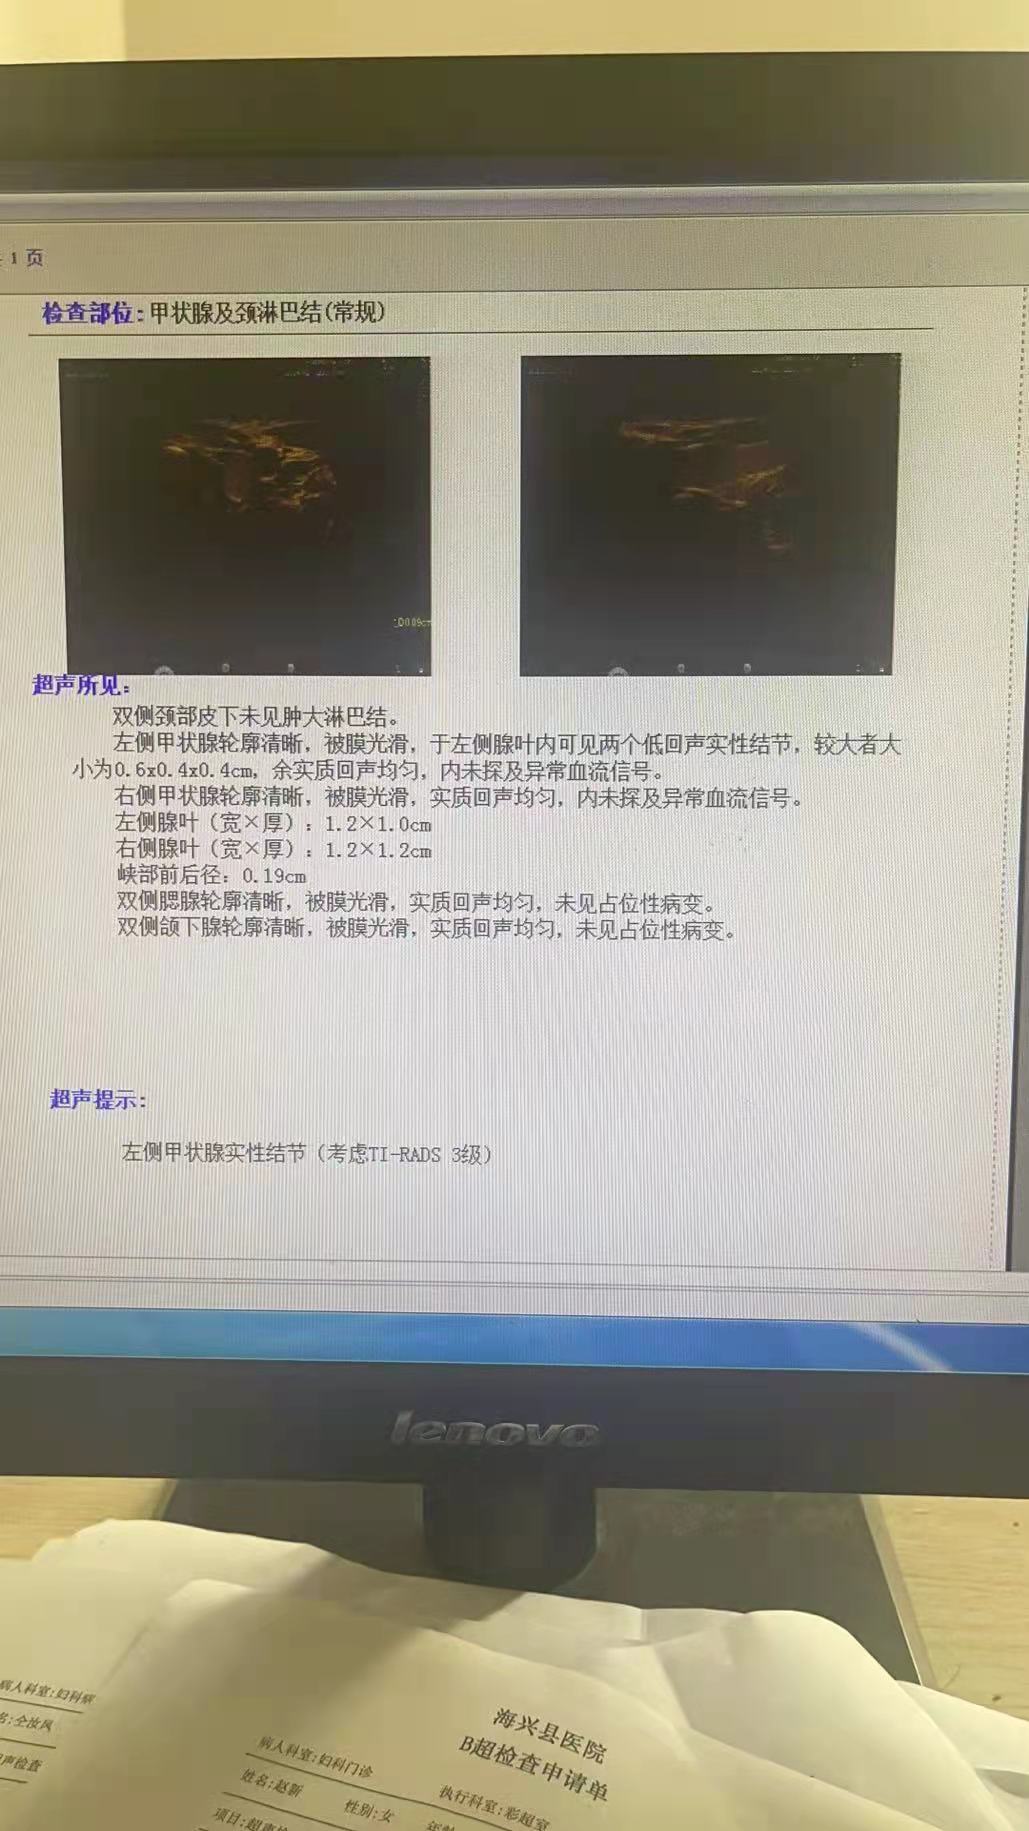 1 页
检查部位:甲状腺及颈淋巴结(常规)
超声所见:
双侧颈部皮下未见肿大淋巴结。
左侧甲状腺轮廓清晰，被膜光滑，于左侧腺叶内可见两个低回声实性结节，较大者大
小为0.6x0.4x0.4cm，余实质回声均匀，内未探及异常血流信号。
右侧甲状腺轮廓清晰，被膜光滑，实质回声均匀，内未探及异常血流信号。
左侧腺叶（宽×厚）: 1.2×1.0cm
右侧腺叶（宽×厚）: 1.2×1.2cm
峡部前后径: 0.19cm
双侧腮腺轮廓清晰，被膜光滑，实质回声均匀，未见占位性病变。
双侧颌下腺轮廓清晰，被膜光滑，实质回声均匀，未见占位性病变。
超声提示:
左侧甲状腺实性结节（考虑TI-RADS 3级）
lenovo
病人科室:妇科病
名:仝汝凤
声检查
海兴县医院
B超检查申请单
病人科室:妇科门诊
执行科室:彩超室
姓名:赵新
性别:女
年龄
项目:超声